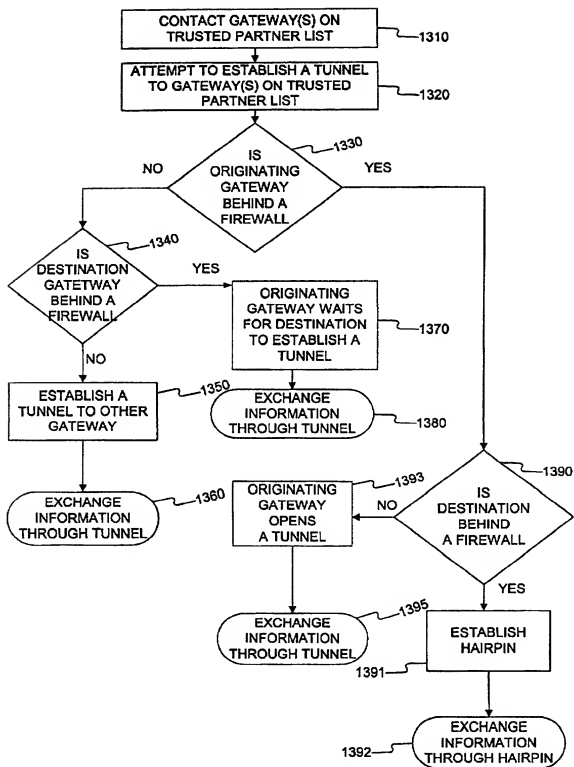 CONTACT GATEWAY(S) ON
TRUSTED PARTNER LIST
1310
ATTEMPT TO ESTABLISH A TUNNEL
TO GATEWAY(S) ON TRUSTED
PARTNER LIST
1320
1330
IS
ORIGINATING
GATEWAY
BEHIND A
FIREWALL
NO
YES
1340
IS
DESTINATION
GATETWAY
BEHIND A
FIREWALL
YES
NO
ORIGINATING
GATEWAY WAITS
FOR DESTINATION
TO ESTABLISH A
TUNNEL
1370
EXCHANGE
INFORMATION
THROUGH TUNNEL
1380
1350
ESTABLISH A
TUNNEL TO OTHER
GATEWAY
1360
EXCHANGE
INFORMATION
THROUGH TUNNEL
1390
IS
DESTINATION
BEHIND
A FIREWALL
NO
YES
1393
ORIGINATING
GATEWAY
OPENS
A TUNNEL
1395
EXCHANGE
INFORMATION
THROUGH TUNNEL
ESTABLISH
HAIRPIN
1391
EXCHANGE
INFORMATION
THROUGH HAIRPIN
1392